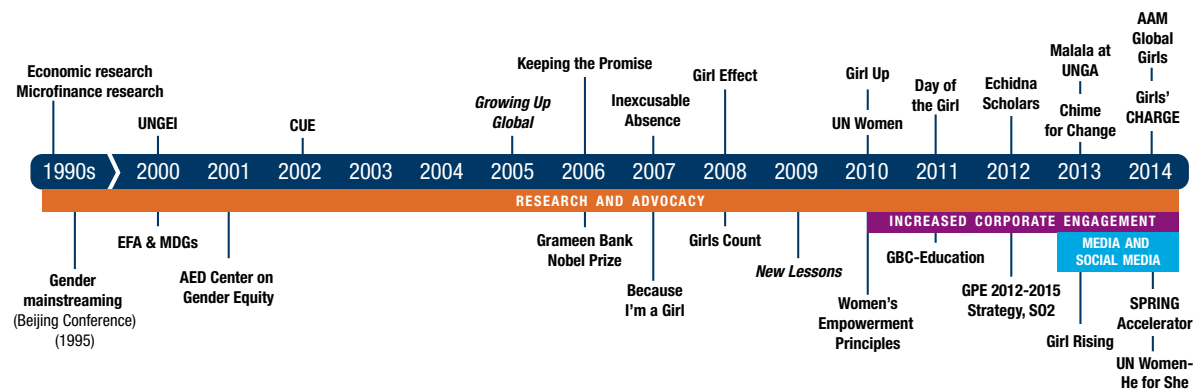 Economic research
Microfinance research
UNGEI
CUE
Growing Up
Global
Keeping the Promise
Inexcusable
Absence
Girl Effect
Girl Up
UN Women
Day of
the Girl
Echidna
Scholars
Malala at
UNGA
Chime
for Change
AAM
Global
Girls
Girls’
CHARGE
1990s 2000 2001 2002 2003 2004 2005 2006 2007 2008 2009 2010 2011 2012 2013 2014
RESEARCH AND ADVOCACY
INCREASED CORPORATE ENGAGEMENT
MEDIA AND
SOCIAL MEDIA
Gender
mainstreaming
(Beijing Conference)
(1995)
EFA & MDGs
AED Center on
Gender Equity
Grameen Bank
Nobel Prize
Because
I’m a Girl
Girls Count
New Lessons
Women’s
Empowerment
Principles
GBC-Education
GPE 2012-2015
Strategy, SO2
Girl Rising
SPRING
Accelerator
UN Women-
He for She